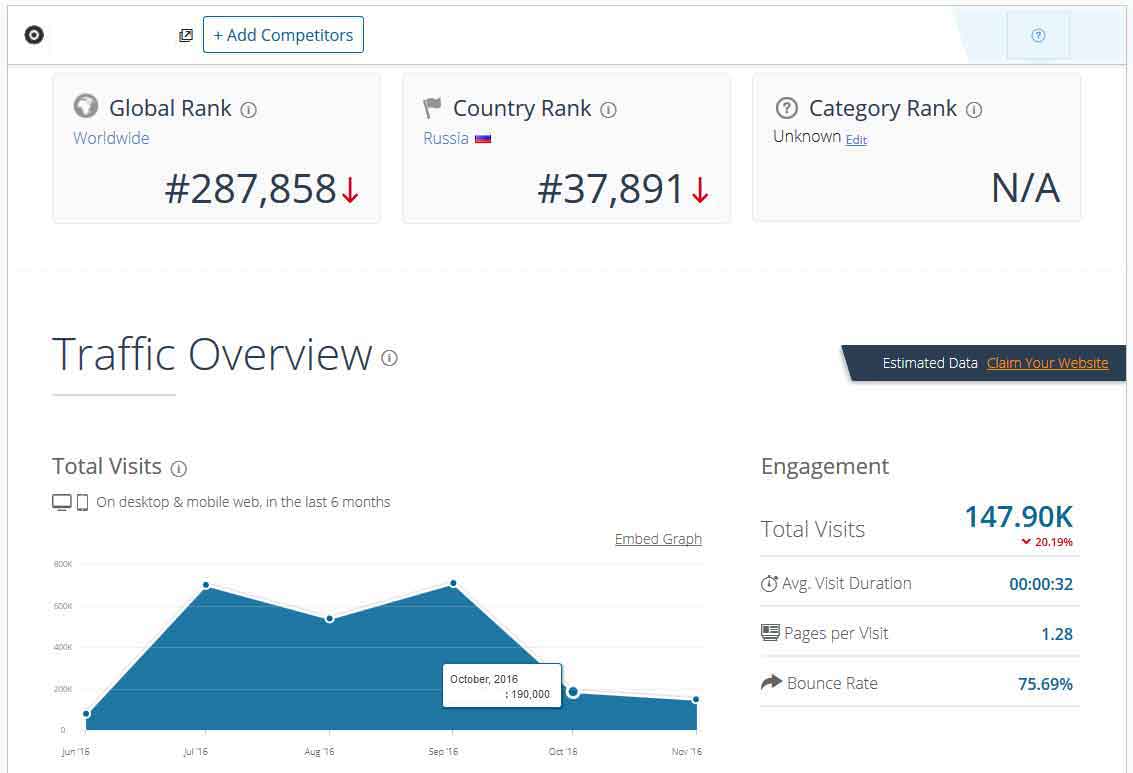 + Add Competitors
?
Global Rank i
Worldwide
#287,858
Country Rank i
Russia
#37,891
? Category Rank i
Unknown Edit
N/A
Traffic Overview i
Estimated Data Claim Your Website
Total Visits i
On desktop & mobile web, in the last 6 months
Embed Graph
800K
600K
400K
200K
0
October, 2016
: 190,000
Jun '16
Jul '16
Aug '16
Sep '16
Oct '16
Nov '16
Engagement
Total Visits
147.90K
20.19%
Avg. Visit Duration
00:00:32
Pages per Visit
1.28
Bounce Rate
75.69%